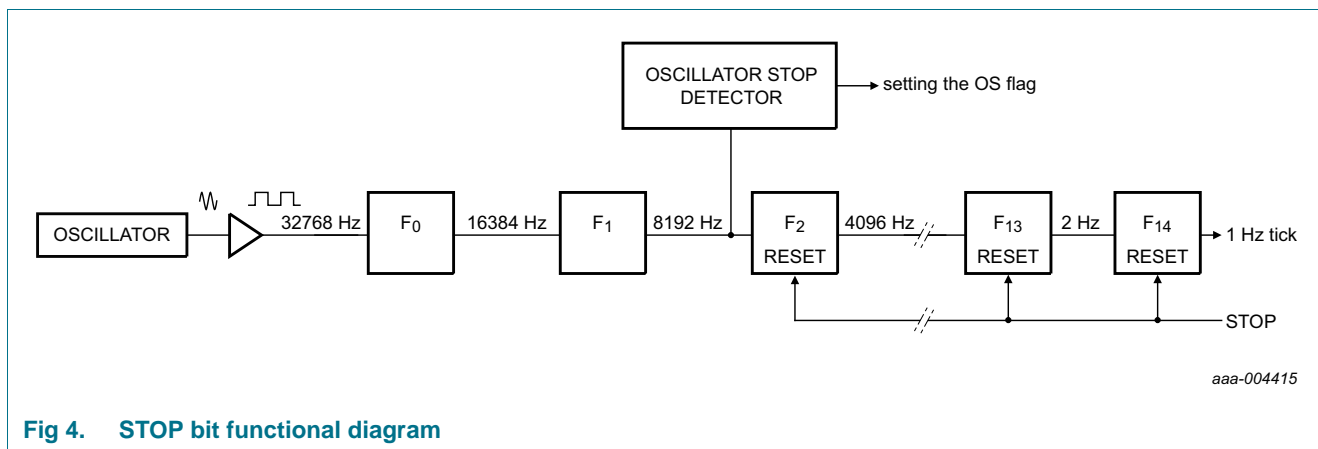 OSCILLATOR STOP
DETECTOR
setting the OS flag
OSCILLATOR
32768 Hz
F0
16384 Hz
F1
8192 Hz
F2
RESET
4096 Hz
F13
RESET
2 Hz
F14
RESET
1 Hz tick
STOP
aaa-004415
Fig 4. STOP bit functional diagram